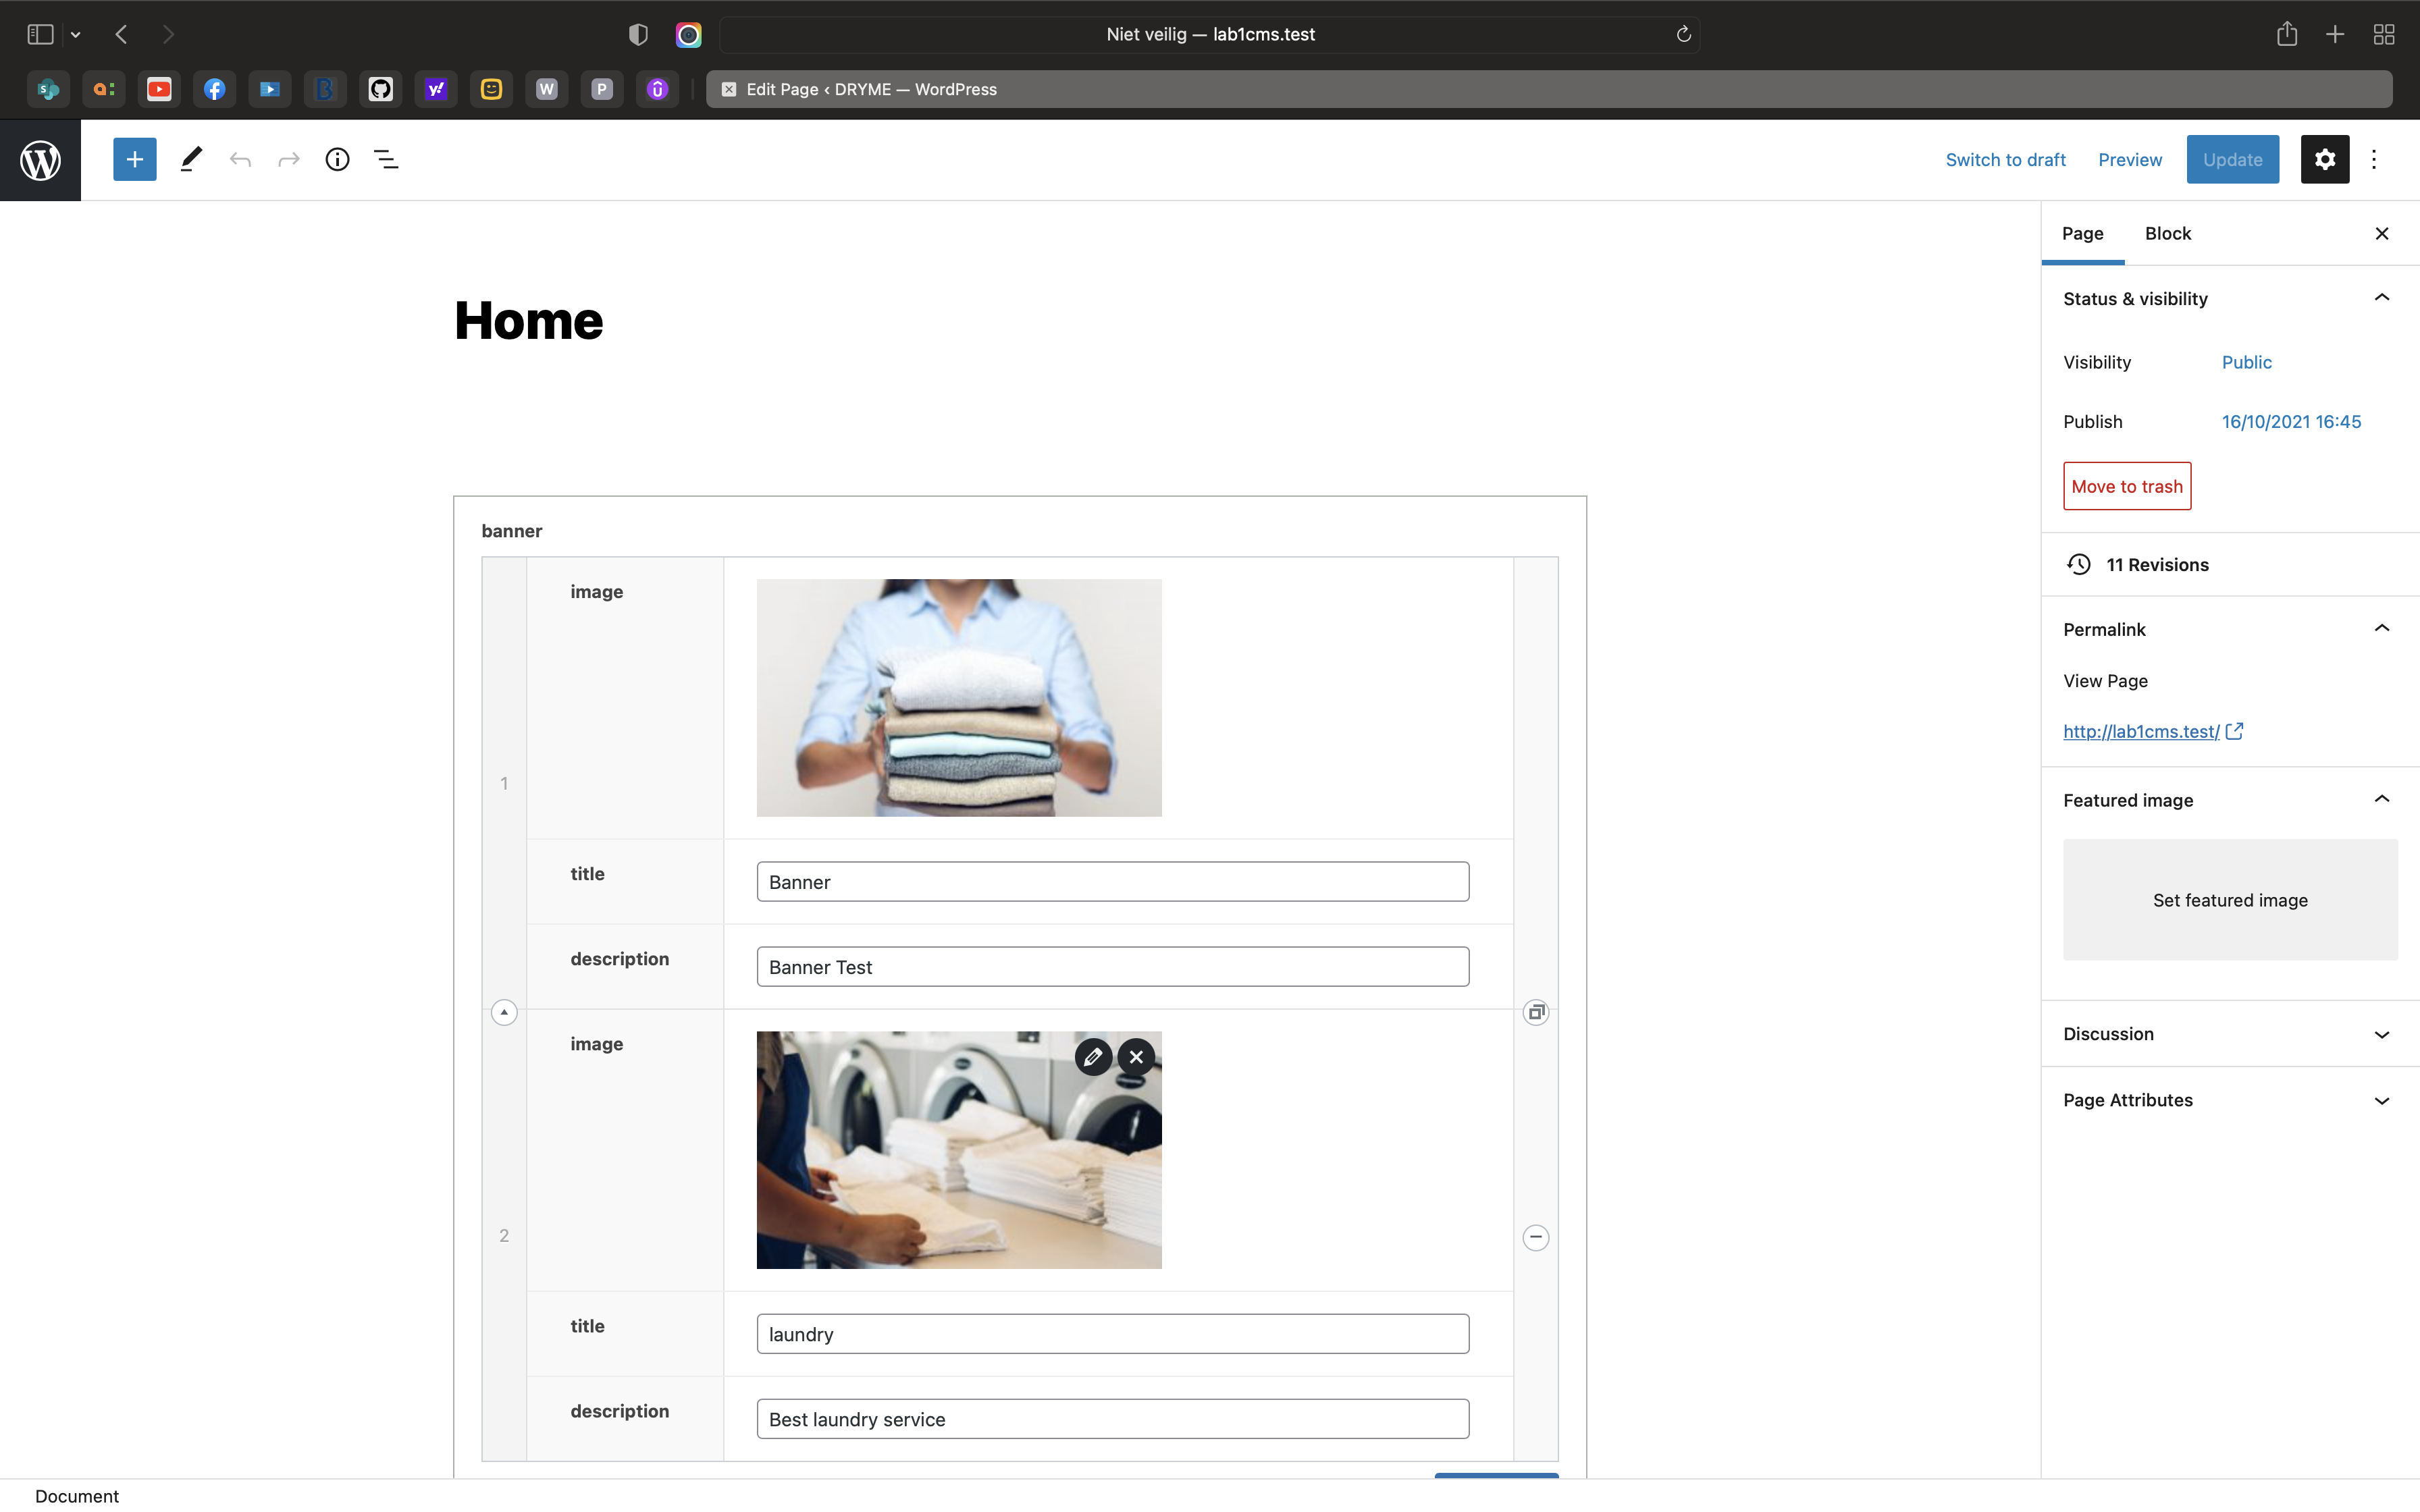 Niet veilig — lab1cms.test
S
a:
y!
W
P
Edit Page ‹ DRYME — WordPress
Switch to draft
Preview
Update
Page
Block
Home
Status & visibility
Visibility
Public
Publish
16/10/2021 16:45
Move to trash
banner
11 Revisions
image
Permalink
View Page
http://lab1cms.test/
1
Featured image
title
Banner
Set featured image
description
Banner Test
image
Discussion
Page Attributes
2
title
laundry
description
Best laundry service
Document